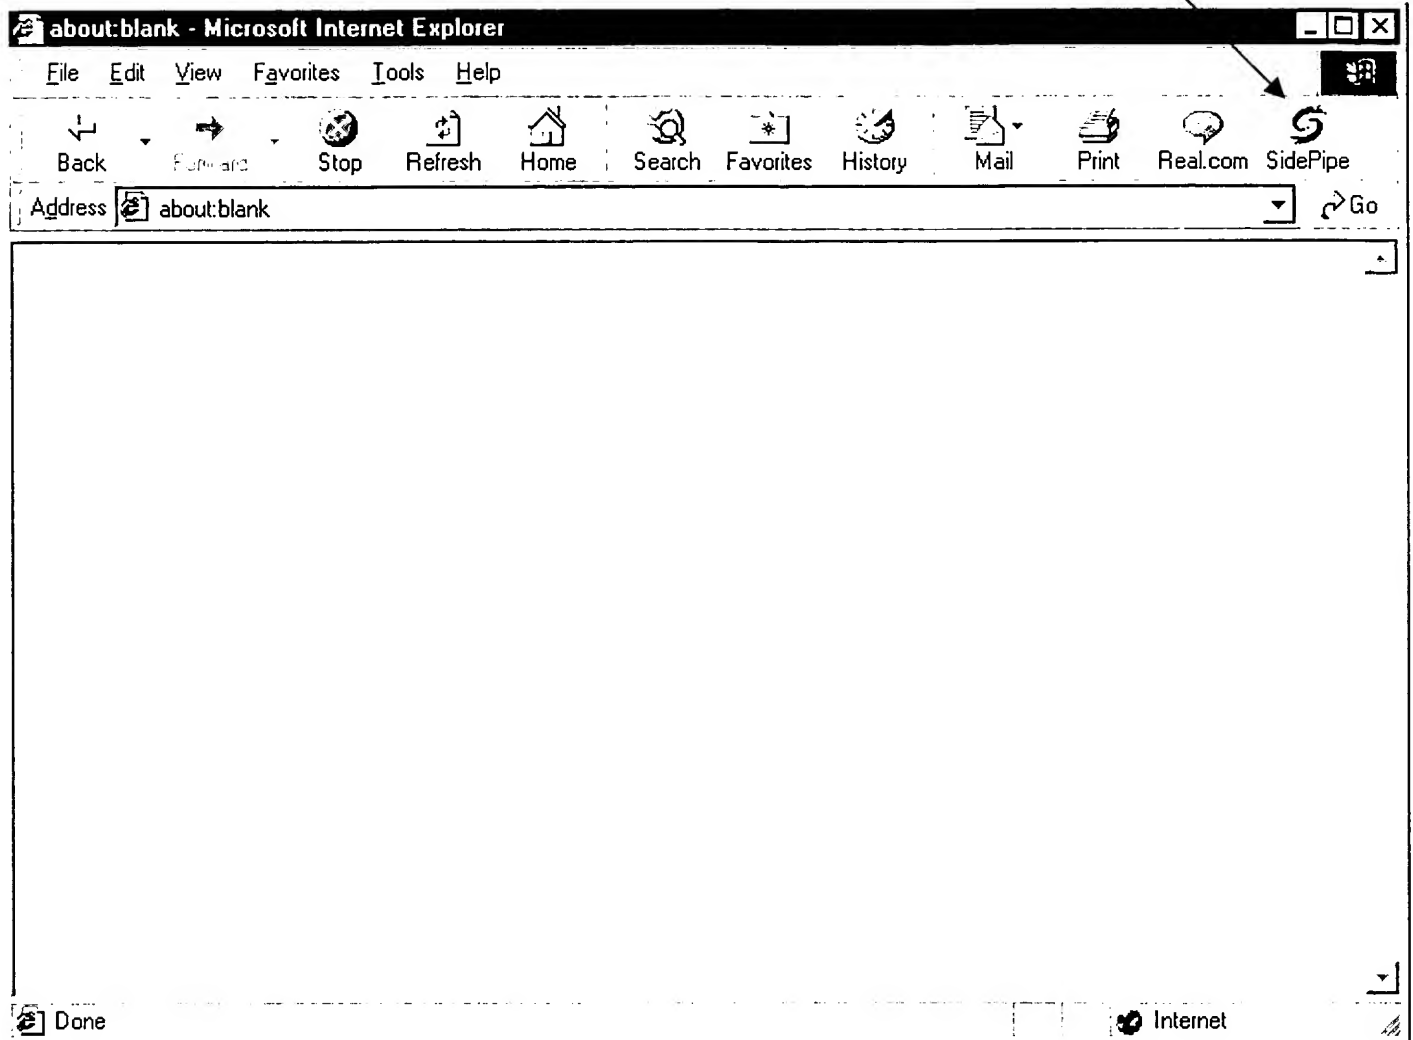 about:blank - Microsoft Internet Explorer
File Edit View Favorites Tools Help
Back Forward Stop Refresh Home Search Favorites History Mail Print Real.com SidePipe
Address about:blank Go
Done Internet